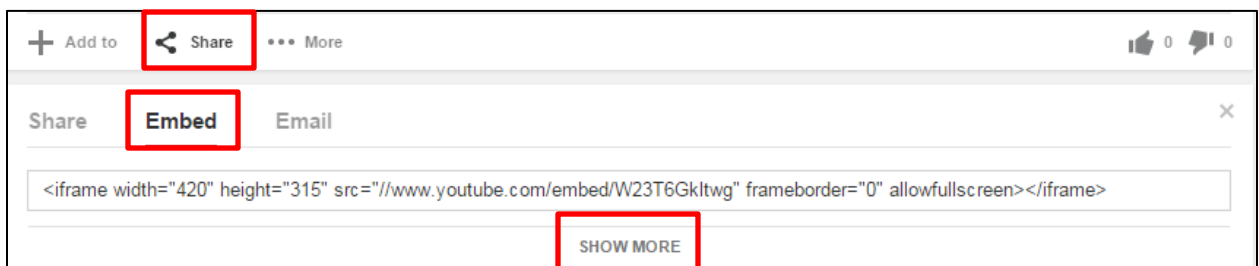 Add to Share More 0 0
Share Embed Email ×
<iframe width="420" height="315" src="//www.youtube.com/embed/W23T6GkItwg" frameborder="0" allowfullscreen></iframe>
SHOW MORE